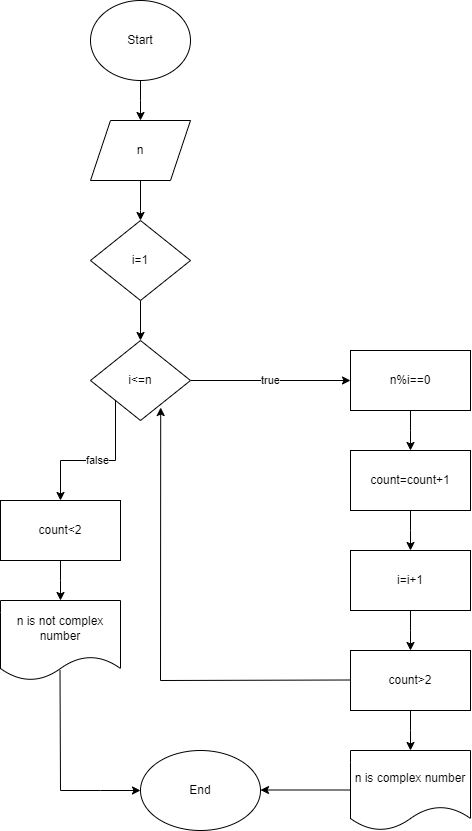 Start
n
i=1
i<=n
true
n%i==0
false
count=count+1
count<2
i=i+1
n is not complex
number
count>2
n is complex number
End